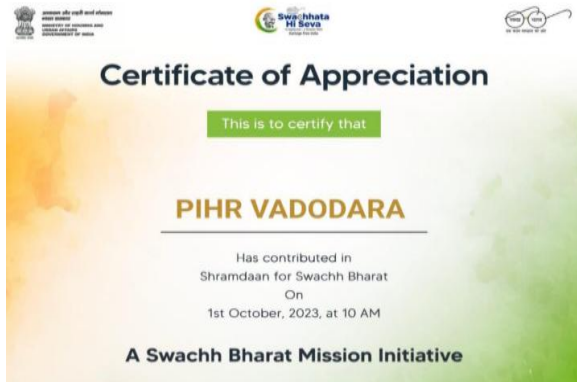 MINISTRY OF HOUSING AND
URBAN AFFAIRS
GOVERNMENT OF INDIA
Swachhata
Hi Seva
Certificate of Appreciation
This is to certify that
PIHR VADODARA
Has contributed in
Shramdaan for Swachh Bharat
On
1st October, 2023, at 10 AM
A Swachh Bharat Mission Initiative